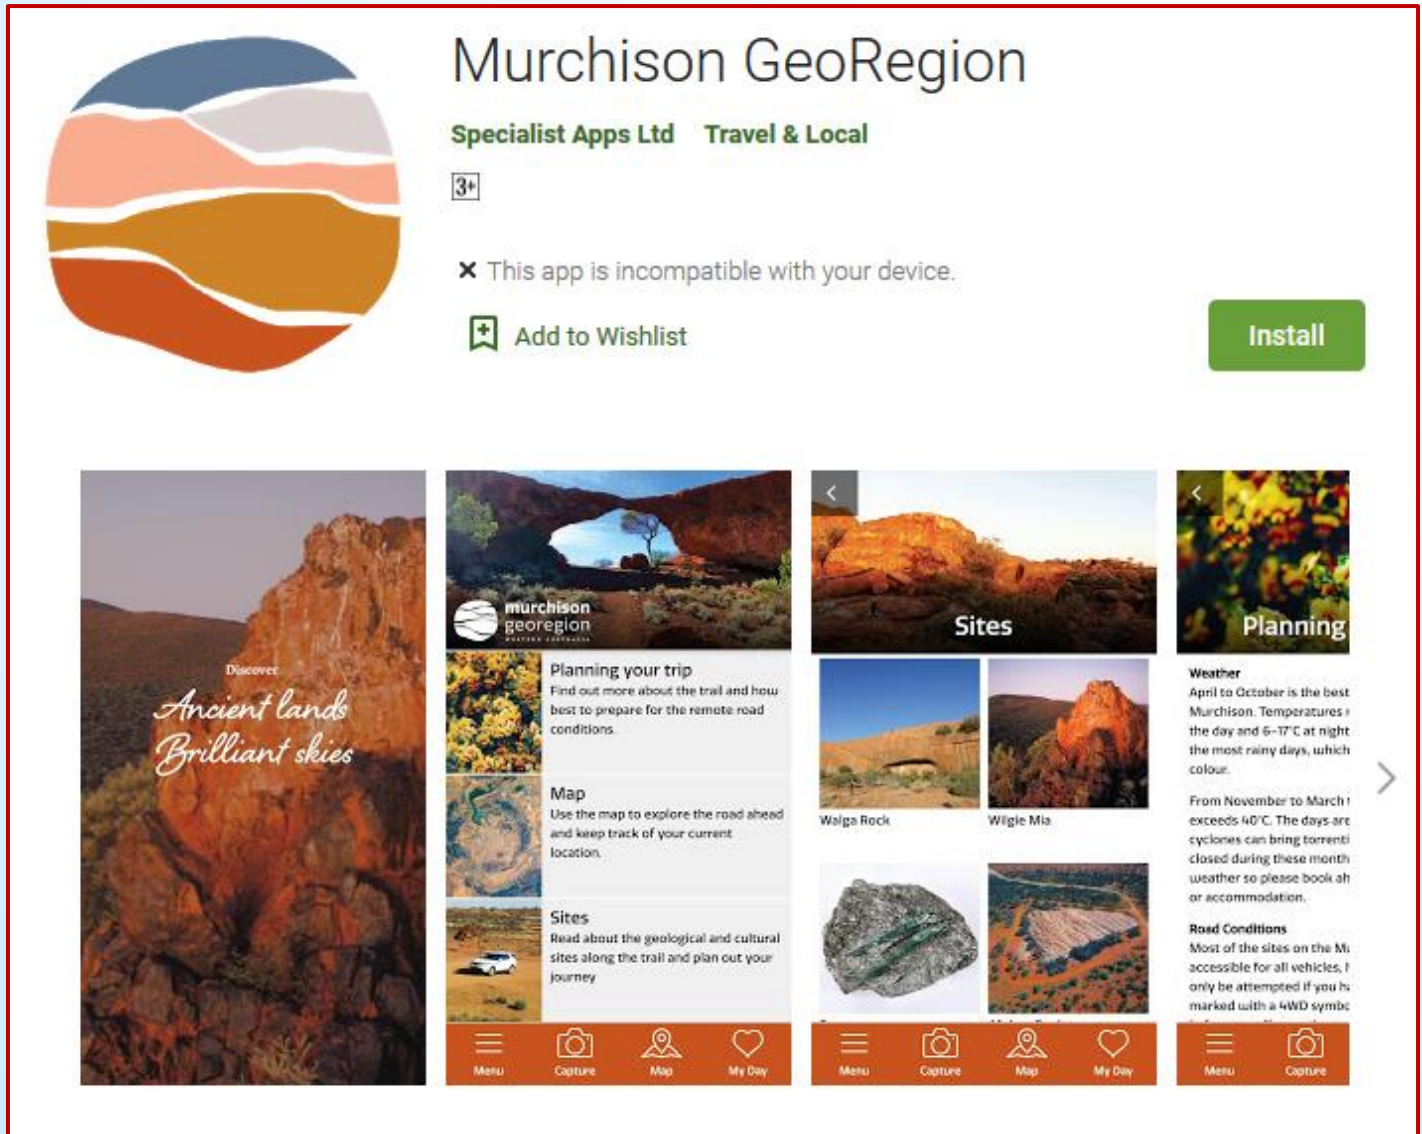 Murchison GeoRegion
Specialist Apps Ltd Travel & Local
3+
This app is incompatible with your device.
Add to Wishlist
Install
Discover
Ancient lands
Brilliant skies
murchison
georegion
WESTERN AUSTRALIA
Planning your trip
Find out more about the trail and how
best to prepare for the remote road
conditions.
Map
Use the map to explore the road ahead
and keep track of your current
location.
Sites
Read about the geological and cultural
sites along the trail and plan out your
journey
Menu Capture Map My Day
Sites
Walga Rock Wilgie Mia
Menu Capture Map My Day
Planning
Weather
April to October is the best
Murchison. Temperatures
the day and 6-17°C at night
the most rainy days, which
colour.
From November to March
exceeds 40°C. The days are
cyclones can bring torrenti
closed during these month
weather so please book ah
or accommodation.
Road Conditions
Most of the sites on the Mu
accessible for all vehicles,
only be attempted if you ha
marked with a 4WD symbo
Menu Capture